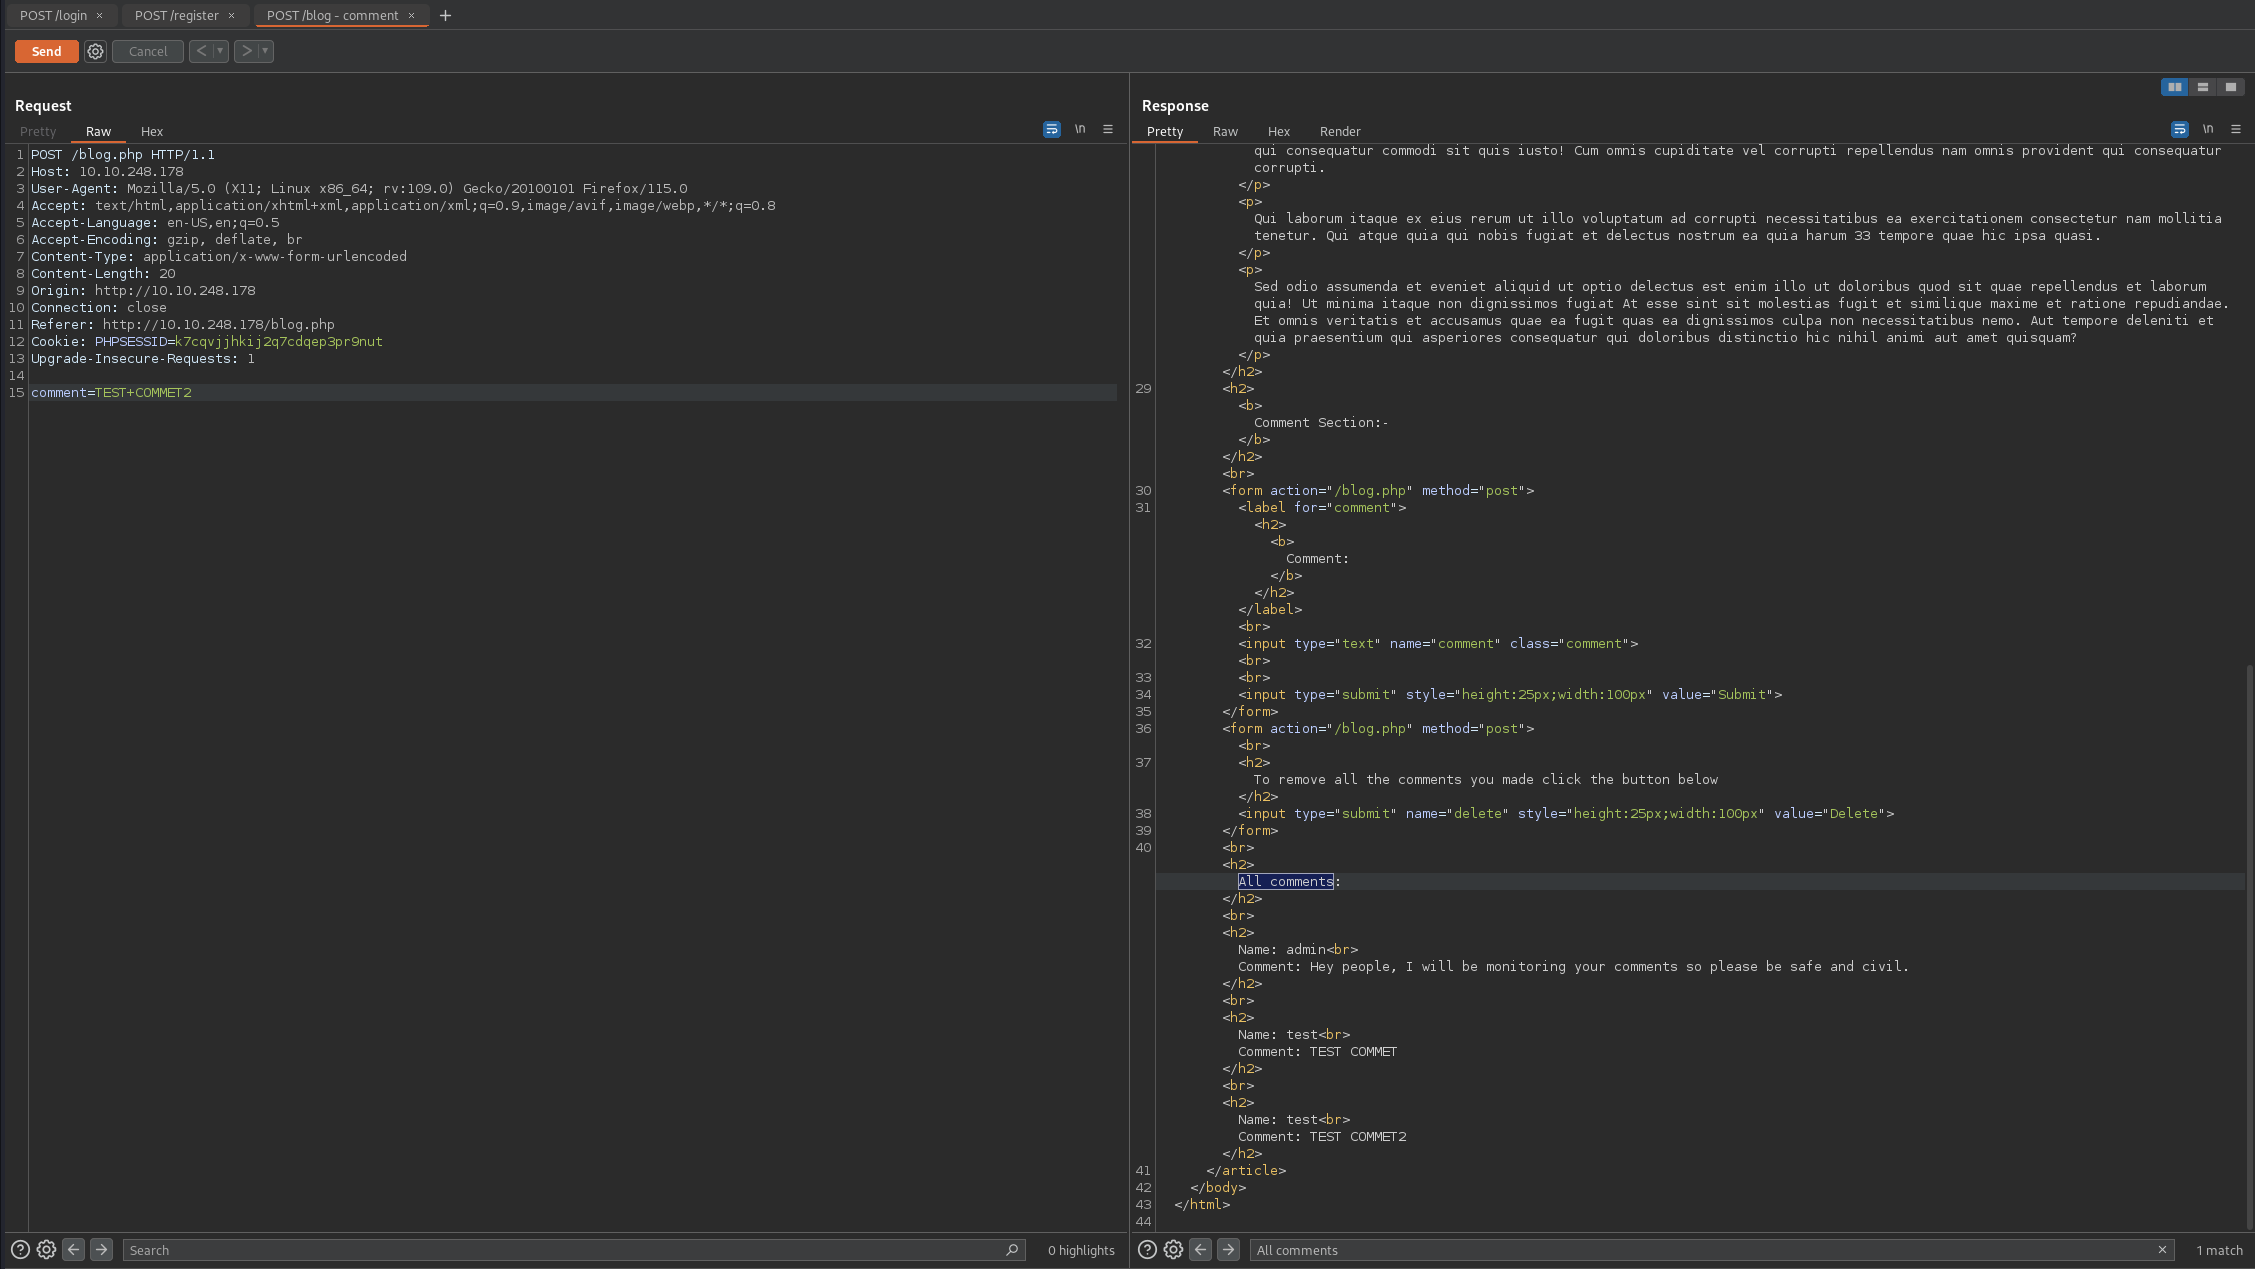 POST /login × POST /register × POST /blog - comment × +
Send Cancel < ▾ > ▾
Request
Pretty Raw Hex \n
1 POST /blog.php HTTP/1.1
2 Host: 10.10.248.178
3 User-Agent: Mozilla/5.0 (X11; Linux x86_64; rv:109.0) Gecko/20100101 Firefox/115.0
4 Accept: text/html,application/xhtml+xml,application/xml;q=0.9,image/avif,image/webp,*/*;q=0.8
5 Accept-Language: en-US,en;q=0.5
6 Accept-Encoding: gzip, deflate, br
7 Content-Type: application/x-www-form-urlencoded
8 Content-Length: 20
9 Origin: http://10.10.248.178
10 Connection: close
11 Referer: http://10.10.248.178/blog.php
12 Cookie: PHPSESSID=k7cqvjjhkij2q7cdqep3pr9nut
13 Upgrade-Insecure-Requests: 1
14
15 comment=TEST+COMMET2
Search 0 highlights
Response
Pretty Raw Hex Render \n
qui consequatur commodi sit quis iusto! Cum omnis cupiditate vel corrupti repellendus nam omnis provident qui consequatur
corrupti.
</p>
<p>
Qui laborum itaque ex eius rerum ut illo voluptatum ad corrupti necessitatibus ea exercitationem consectetur nam mollitia
tenetur. Qui atque quia qui nobis fugiat et delectus nostrum ea quia harum 33 tempore quae hic ipsa quasi.
</p>
<p>
Sed odio assumenda et eveniet aliquid ut optio delectus est enim illo ut doloribus quod sit quae repellendus et laborum
quia! Ut minima itaque non dignissimos fugiat At esse sint sit molestias fugit et similique maxime et ratione repudiandae.
Et omnis veritatis et accusamus quae ea fugit quas ea dignissimos culpa non necessitatibus nemo. Aut tempore deleniti et
quia praesentium qui asperiores consequatur qui doloribus distinctio hic nihil animi aut amet quisquam?
</p>
</h2>
29 <h2>
<b>
Comment Section:-
</b>
</h2>
<br>
30 <form action="/blog.php" method="post">
31 <label for="comment">
<h2>
<b>
Comment:
</b>
</h2>
</label>
<br>
32 <input type="text" name="comment" class="comment">
<br>
33 <br>
34 <input type="submit" style="height:25px;width:100px" value="Submit">
35 </form>
36 <form action="/blog.php" method="post">
<br>
37 <h2>
To remove all the comments you made click the button below
</h2>
38 <input type="submit" name="delete" style="height:25px;width:100px" value="Delete">
39 </form>
40 <br>
<h2>
All comments:
</h2>
<br>
<h2>
Name: admin<br>
Comment: Hey people, I will be monitoring your comments so please be safe and civil.
</h2>
<br>
<h2>
Name: test<br>
Comment: TEST COMMET
</h2>
<br>
<h2>
Name: test<br>
Comment: TEST COMMET2
</h2>
41 </article>
42 </body>
43 </html>
44
All comments × 1 match